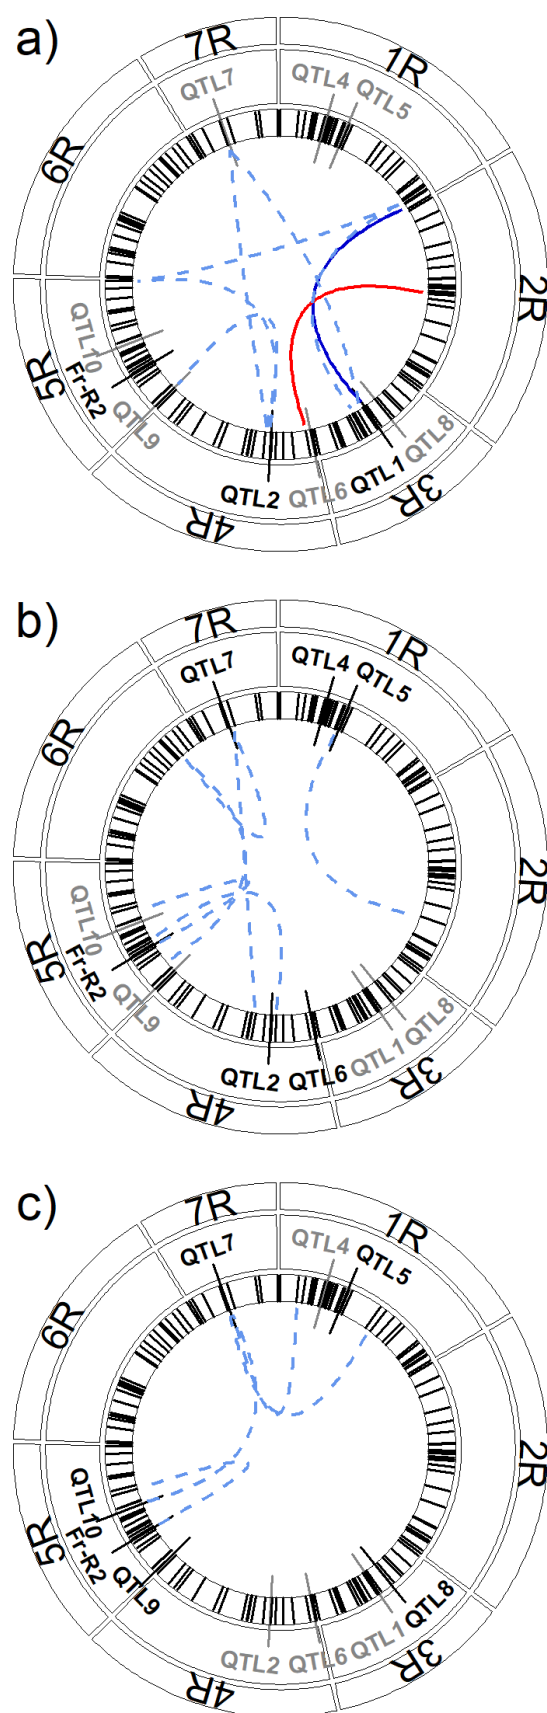 a)
7R
1R
QTL7
QTL4
QTL5
6R
2R
QTL10
5R
Fr-R2
QTL9
QTL8
QTL1
3R
QTL2
QTL6
4R
b)
7R
1R
QTL7
QTL4
QTL5
6R
2R
QTL10
5R
Fr-R2
QTL9
QTL8
QTL1
3R
QTL2
QTL6
4R
c)
7R
1R
QTL7
QTL4
QTL5
6R
2R
QTL10
5R
Fr-R2
QTL9
QTL8
QTL1
3R
QTL2
QTL6
4R